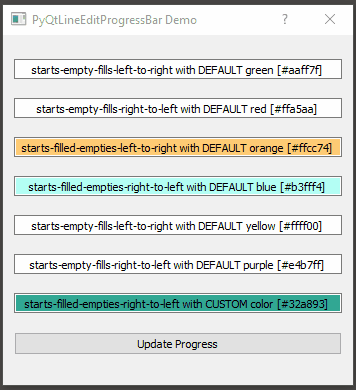 PyQtLineEditProgressBar Demo ?
starts-empty-fills-left-to-right with DEFAULT green [#aaff7f]
starts-empty-fills-right-to-left with DEFAULT red [#ffa5aa]
starts-filled-empties-left-to-right with DEFAULT orange [#ffcc74]
starts-filled-empties-right-to-left with DEFAULT blue [#b3fff4]
starts-empty-fills-left-to-right with DEFAULT yellow [#ffff00]
starts-empty-fills-right-to-left with DEFAULT purple [#e4b7ff]
starts-filled-empties-right-to-left with CUSTOM color [#32a893]
Update Progress